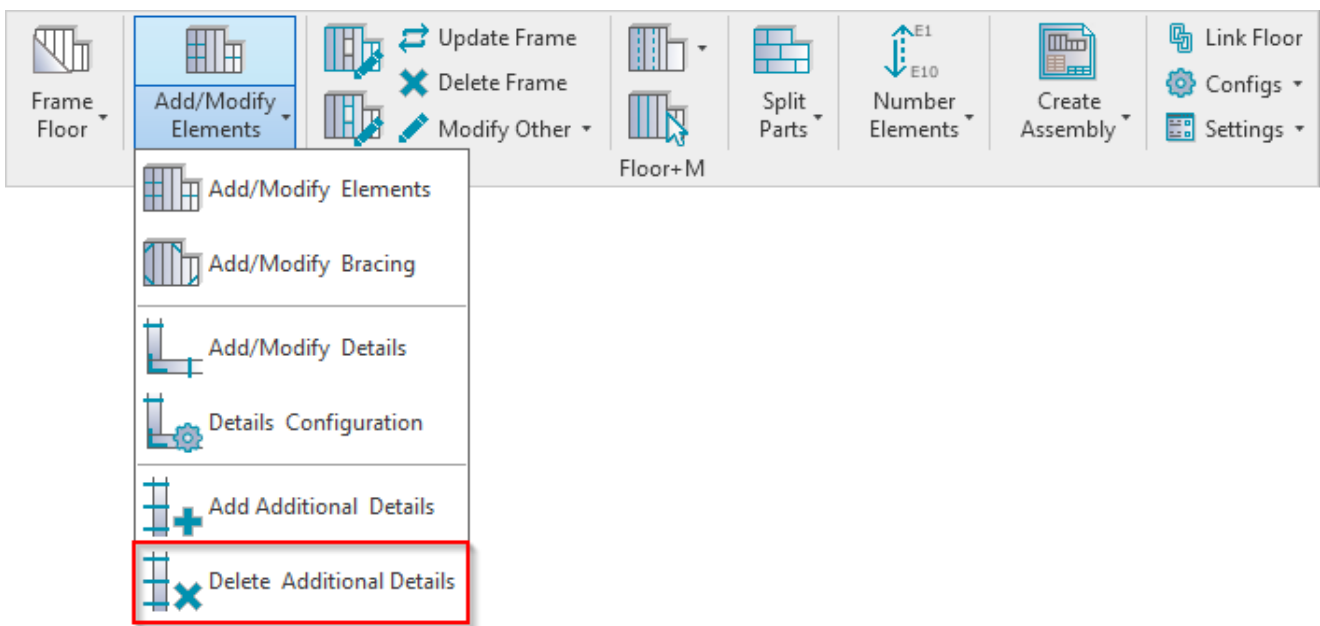 Frame
Floor
Add/Modify
Elements
Update Frame
Delete Frame
Modify Other
Split
Parts
E1
E10
Number
Elements
Create
Assembly
Link Floor
Configs
Settings
Floor+M
Add/Modify Elements
Add/Modify Bracing
Add/Modify Details
Details Configuration
Add Additional Details
Delete Additional Details